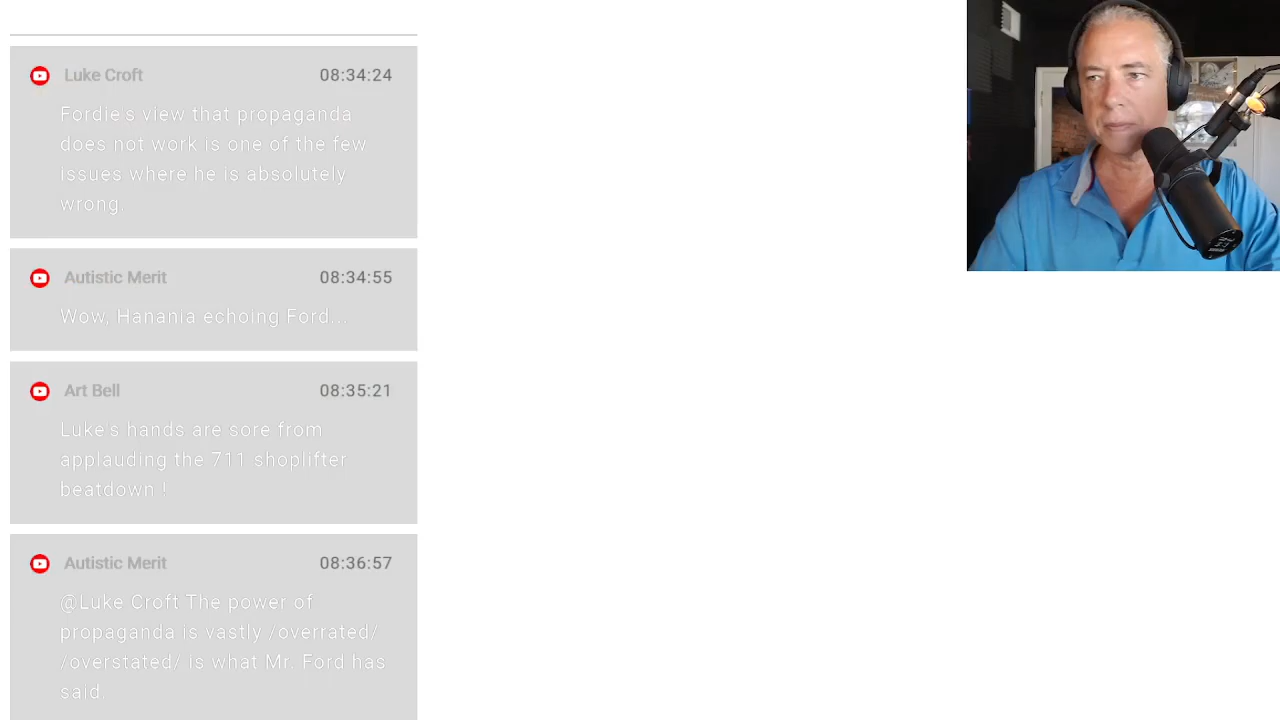 Luke Croft 08:34:24
Fordie's view that propaganda
does not work is one of the few
issues where he is absolutely
wrong.
Autistic Merit 08:34:55
Wow, Hanania echoing Ford...
Art Bell 08:35:21
Luke's hands are sore from
applauding the 711 shoplifter
beatdown !
Autistic Merit 08:36:57
@Luke Croft The power of
propaganda is vastly /overrated/
/overstated/ is what Mr. Ford has
said.